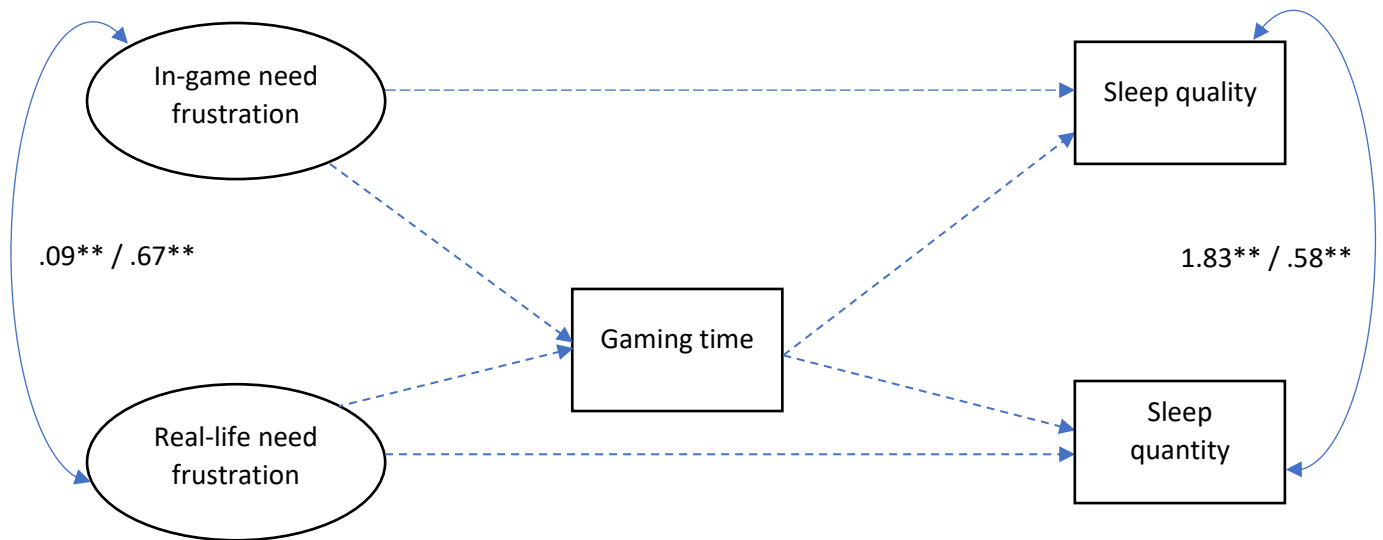 In-game need
frustration
Sleep quality
.09** / .67**
1.83** / .58**
Gaming time
Real-life need
frustration
Sleep
quantity